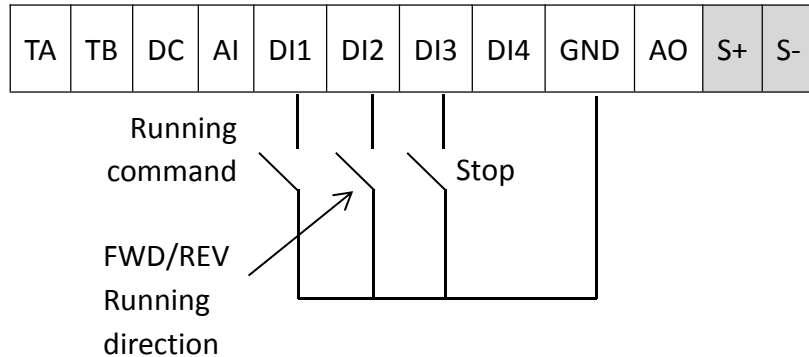 TA TB DC AI DI1 DI2 DI3 DI4 GND AO S+ S-
Running
command
Stop
FWD/REV
Running
direction